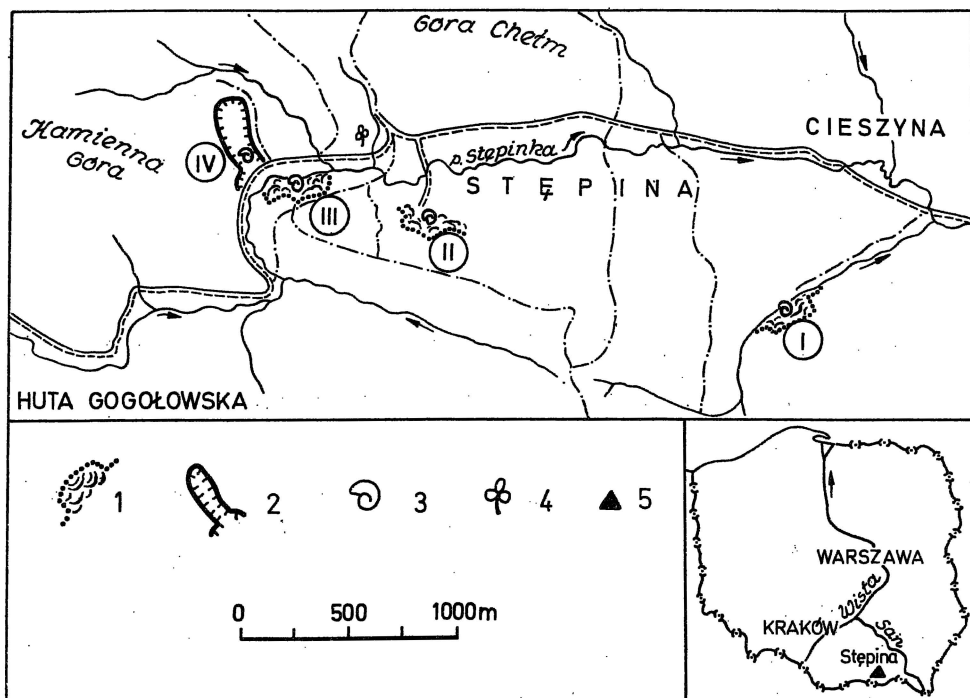 Góra Chełm
Kamienna
Góra
CIESZYNA
p. Stępinka
STĘPINA
IV
III
II
I
HUTA GOGOŁOWSKA
1
2
3
4
5
0 500 1000m
WARSZAWA
Wisła
KRAKÓW
San
Stępina